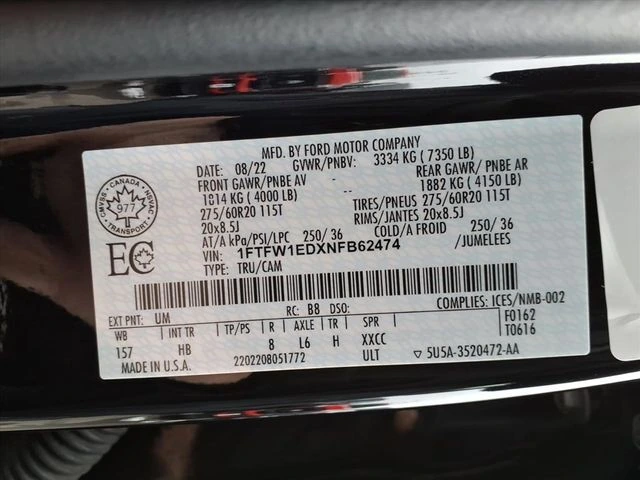 MFD. BY FORD MOTOR COMPANY
DATE: 08/22 GVWR/PNBV: 3334 KG ( 7350 LB)
FRONT GAWR/PNBE AV REAR GAWR/ PNBE AR
1814 KG ( 4000 LB) -- 1882 KG ( 4150 LB)
275/60R20 115T TIRES/PNEUS 275/60R20 115T
20x8.5J RIMS/JANTES 20x8.5J
AT/A kPa/PSI/LPC 250/ 36 COLD/A FROID 250/ 36
VIN: 1FTFW1EDXNFB62474 /JUMELEES
TYPE: TRU/CAM
CANADA
CMVSS
NSVAC
977
EC
EXT PNT: UM RC: B8 DSO: COMPLIES: ICES/NMB-002
WB INT TR TP/PS R AXLE TR SPR F0162
157 HB 8 L6 H XXCC T0616
MADE IN U.S.A. 2202208051772 ULT ▽ 5U5A-3520472-AA